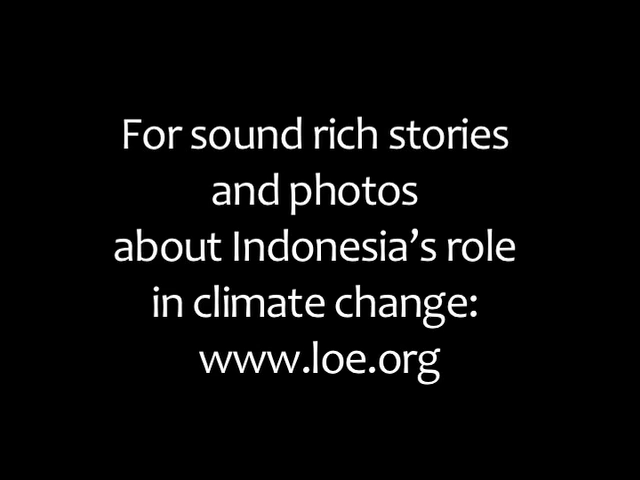 For sound rich stories
and photos
about Indonesia’s role
in climate change:
www.loe.org